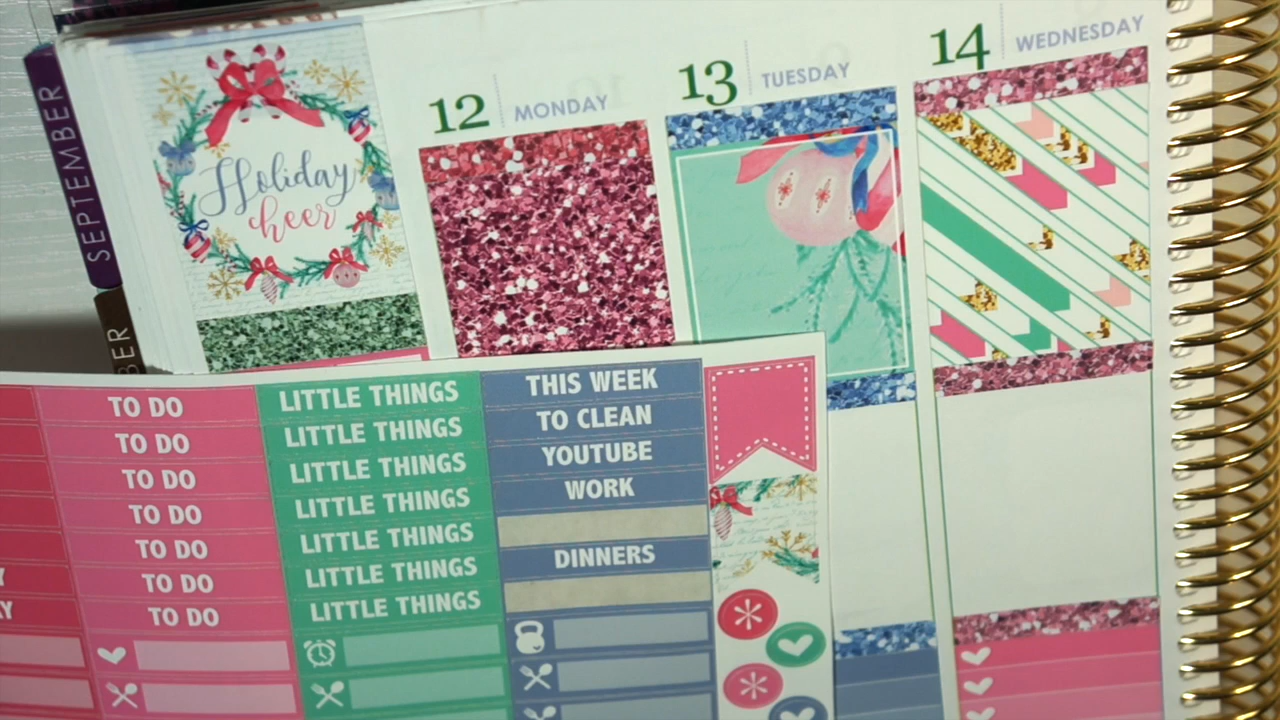 SEPTEMBER
BER
Holiday
cheer
12 MONDAY
13 TUESDAY
14 WEDNESDAY
TO DO
TO DO
TO DO
TO DO
TO DO
TO DO
TO DO
LITTLE THINGS
LITTLE THINGS
LITTLE THINGS
LITTLE THINGS
LITTLE THINGS
LITTLE THINGS
LITTLE THINGS
THIS WEEK
TO CLEAN
YOUTUBE
WORK
DINNERS